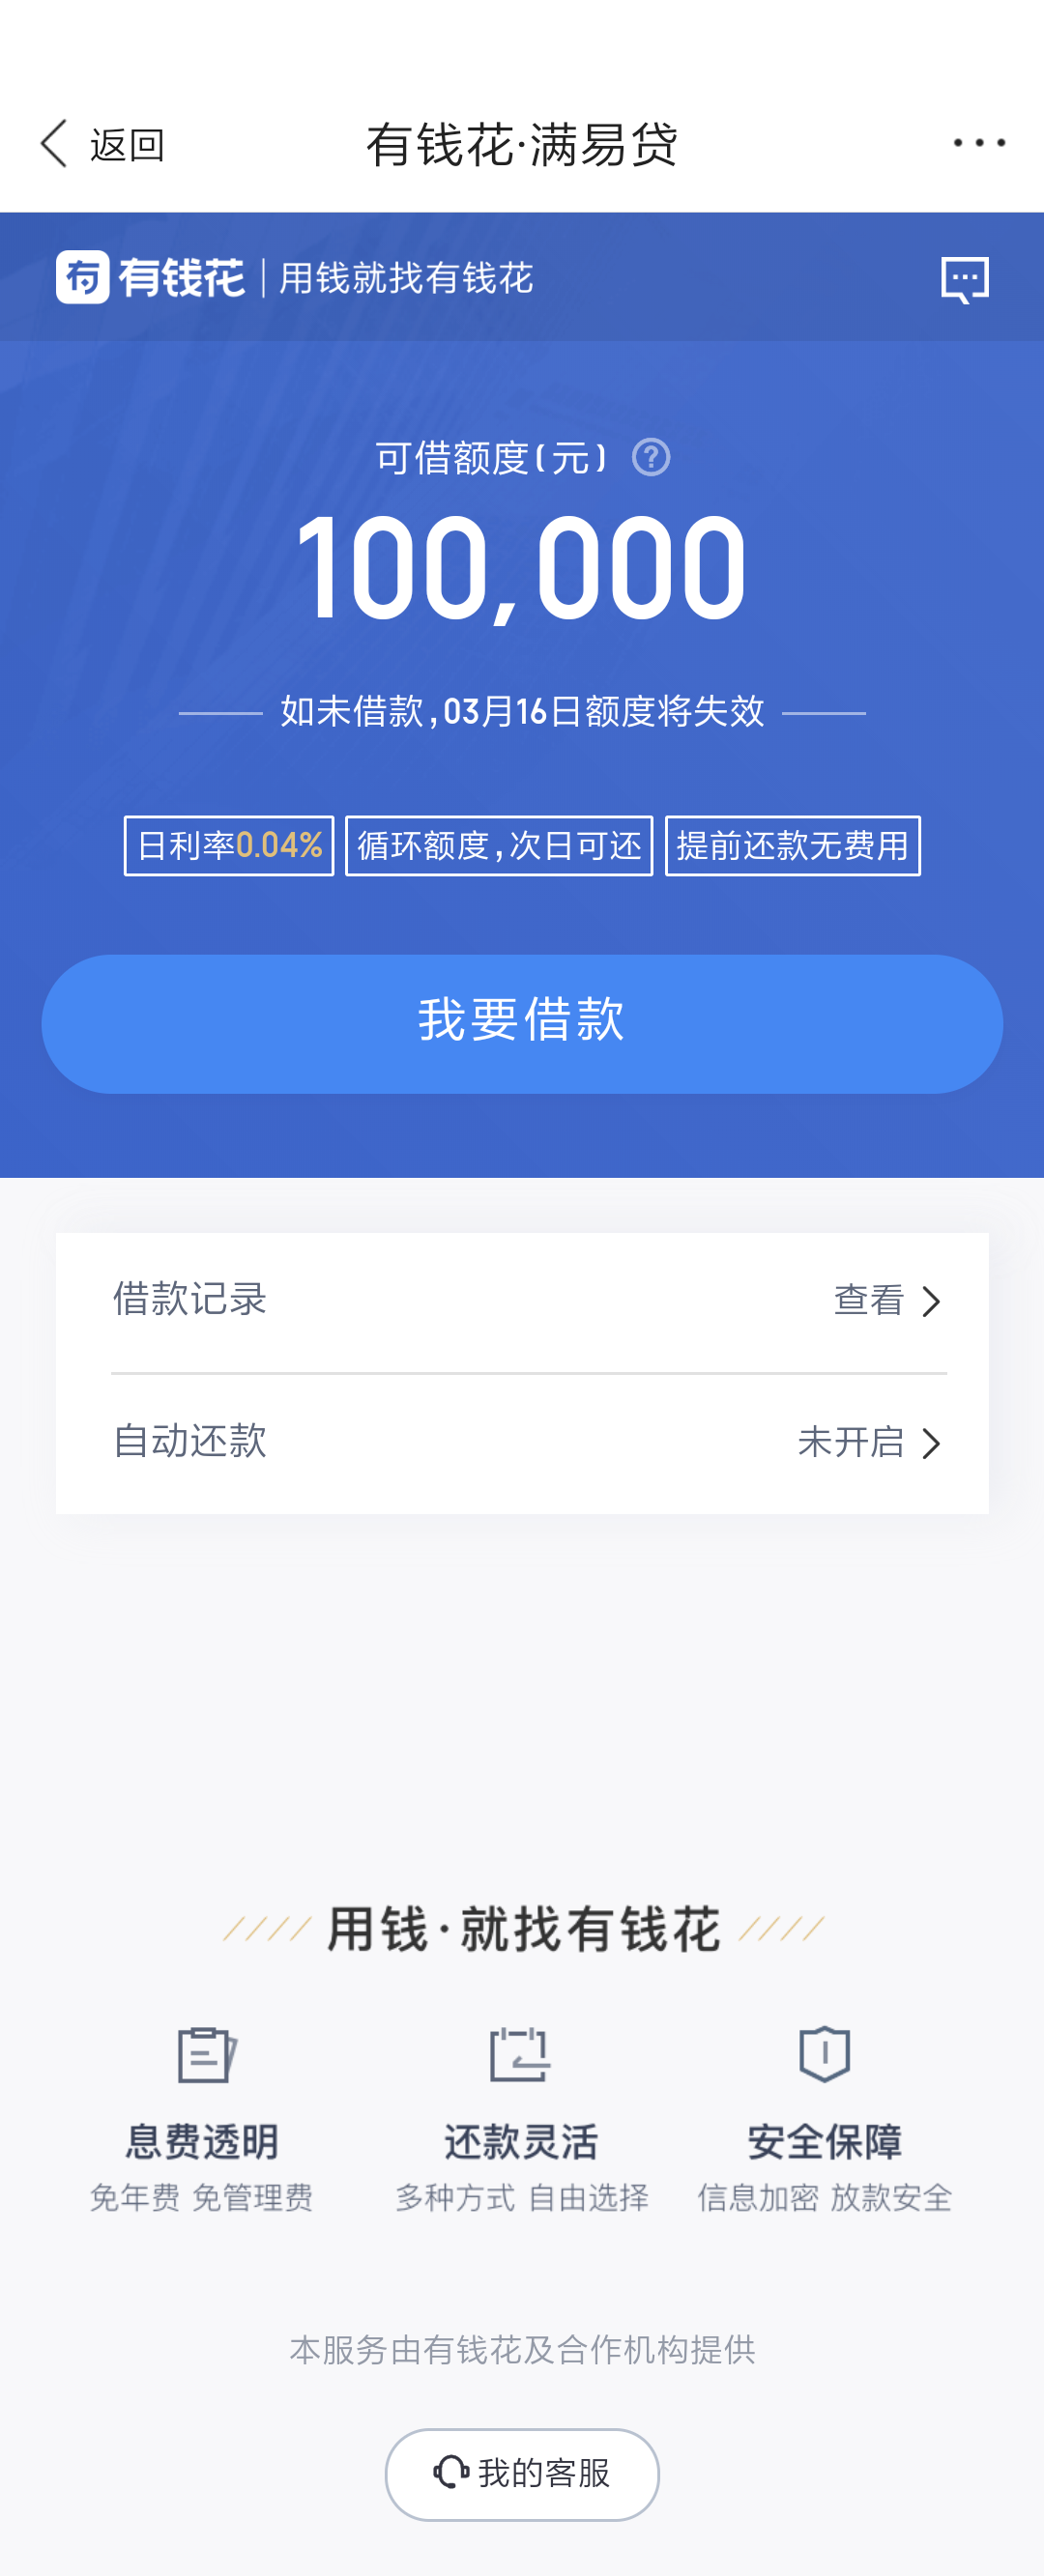 返回 有钱花·满易贷
有钱花 用钱就找有钱花
可借额度(元) ?
100,000
如未借款,03月16日额度将失效
日利率0.04% 循环额度,次日可还 提前还款无费用
我要借款
借款记录 查看
自动还款 未开启
用钱·就找有钱花
息费透明 还款灵活 安全保障
免年费 免管理费 多种方式 自由选择 信息加密 放款安全
本服务由有钱花及合作机构提供
我的客服